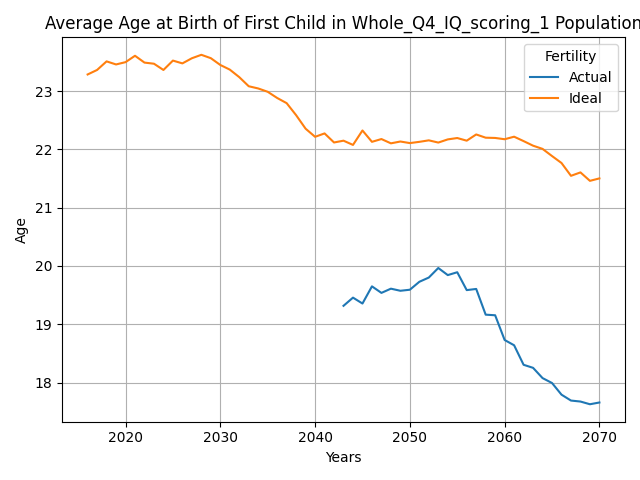 Average Age at Birth of First Child in Whole_Q4_IQ_scoring_1 Population
Fertility
Actual
Ideal
Age
23
22
21
20
19
18
2020 2030 2040 2050 2060 2070
Years